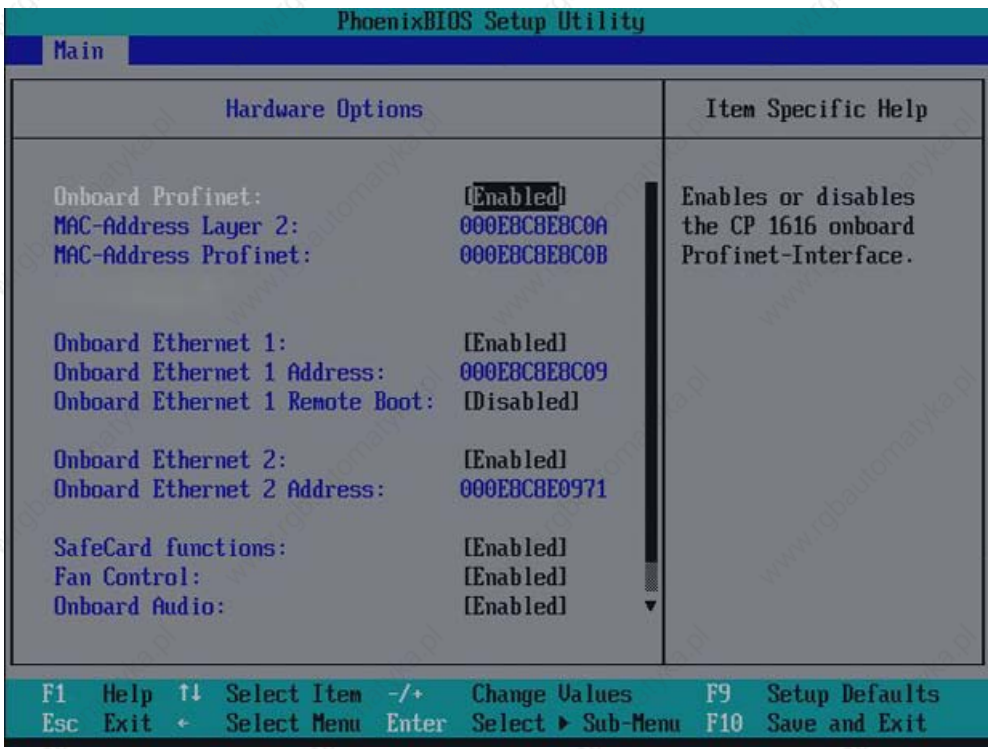 PhoenixBIOS Setup Utility
Main
Hardware Options
Item Specific Help
Onboard Profinet: [Enabled]
MAC-Address Layer 2: 000E8C8E8C0A
MAC-Address Profinet: 000E8C8E8C0B
Onboard Ethernet 1: [Enabled]
Onboard Ethernet 1 Address: 000E8C8E8C09
Onboard Ethernet 1 Remote Boot: [Disabled]
Onboard Ethernet 2: [Enabled]
Onboard Ethernet 2 Address: 000E8C8E0971
SafeCard functions: [Enabled]
Fan Control: [Enabled]
Onboard Audio: [Enabled] ▼
Enables or disables
the CP 1616 onboard
Profinet-Interface.
F1 Help ↑↓ Select Item -/+ Change Values F9 Setup Defaults
Esc Exit ← Select Menu Enter Select ▶ Sub-Menu F10 Save and Exit
www.rgbautomatyka.pl